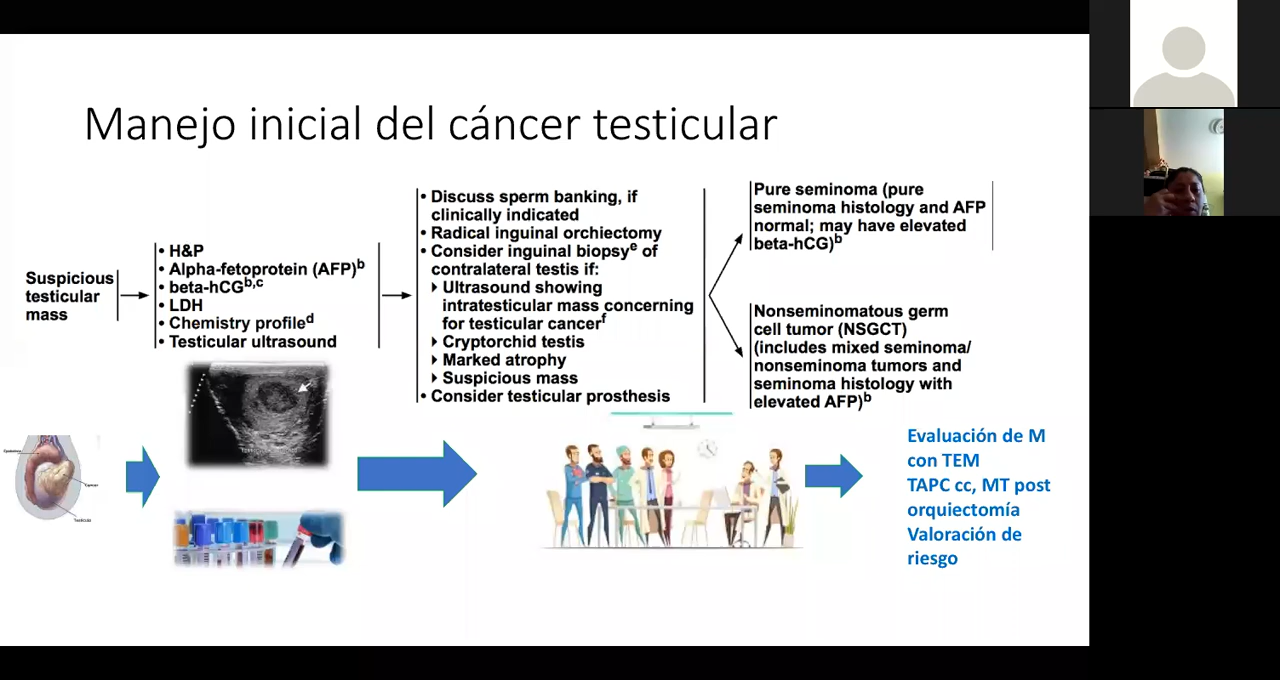 Manejo inicial del cáncer testicular
Suspicious
testicular
mass
• H&P
• Alpha-fetoprotein (AFP)b
• beta-hCGb,c
• LDH
• Chemistry profiled
• Testicular ultrasound
• Discuss sperm banking, if
clinically indicated
• Radical inguinal orchiectomy
• Consider inguinal biopsye of
contralateral testis if:
‣ Ultrasound showing
intratesticular mass concerning
for testicular cancerf
‣ Cryptorchid testis
‣ Marked atrophy
‣ Suspicious mass
• Consider testicular prosthesis
Pure seminoma (pure
seminoma histology and AFP
normal; may have elevated
beta-hCG)b
Nonseminomatous germ
cell tumor (NSGCT)
(includes mixed seminoma/
nonseminoma tumors and
seminoma histology with
elevated AFP)b
Cancer
Testículo
Evaluación de M
con TEM
TAPC cc, MT post
orquiectomía
Valoración de
riesgo